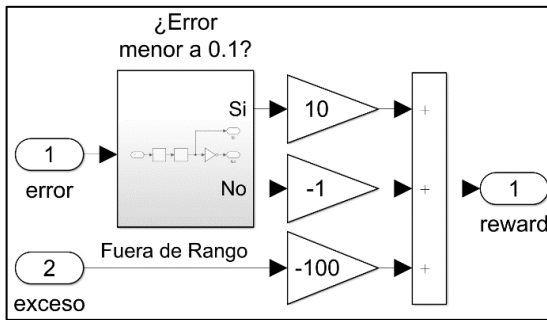 ¿Error
menor a 0.1?
Si
10
+
1
error
No
-1
+
1
reward
Fuera de Rango
2
exceso
-100
+